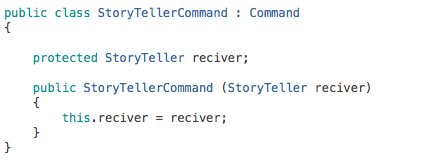 public class StoryTellerCommand : Command
{
protected StoryTeller reciver;
public StoryTellerCommand (StoryTeller reciver)
{
this.reciver = reciver;
}
}